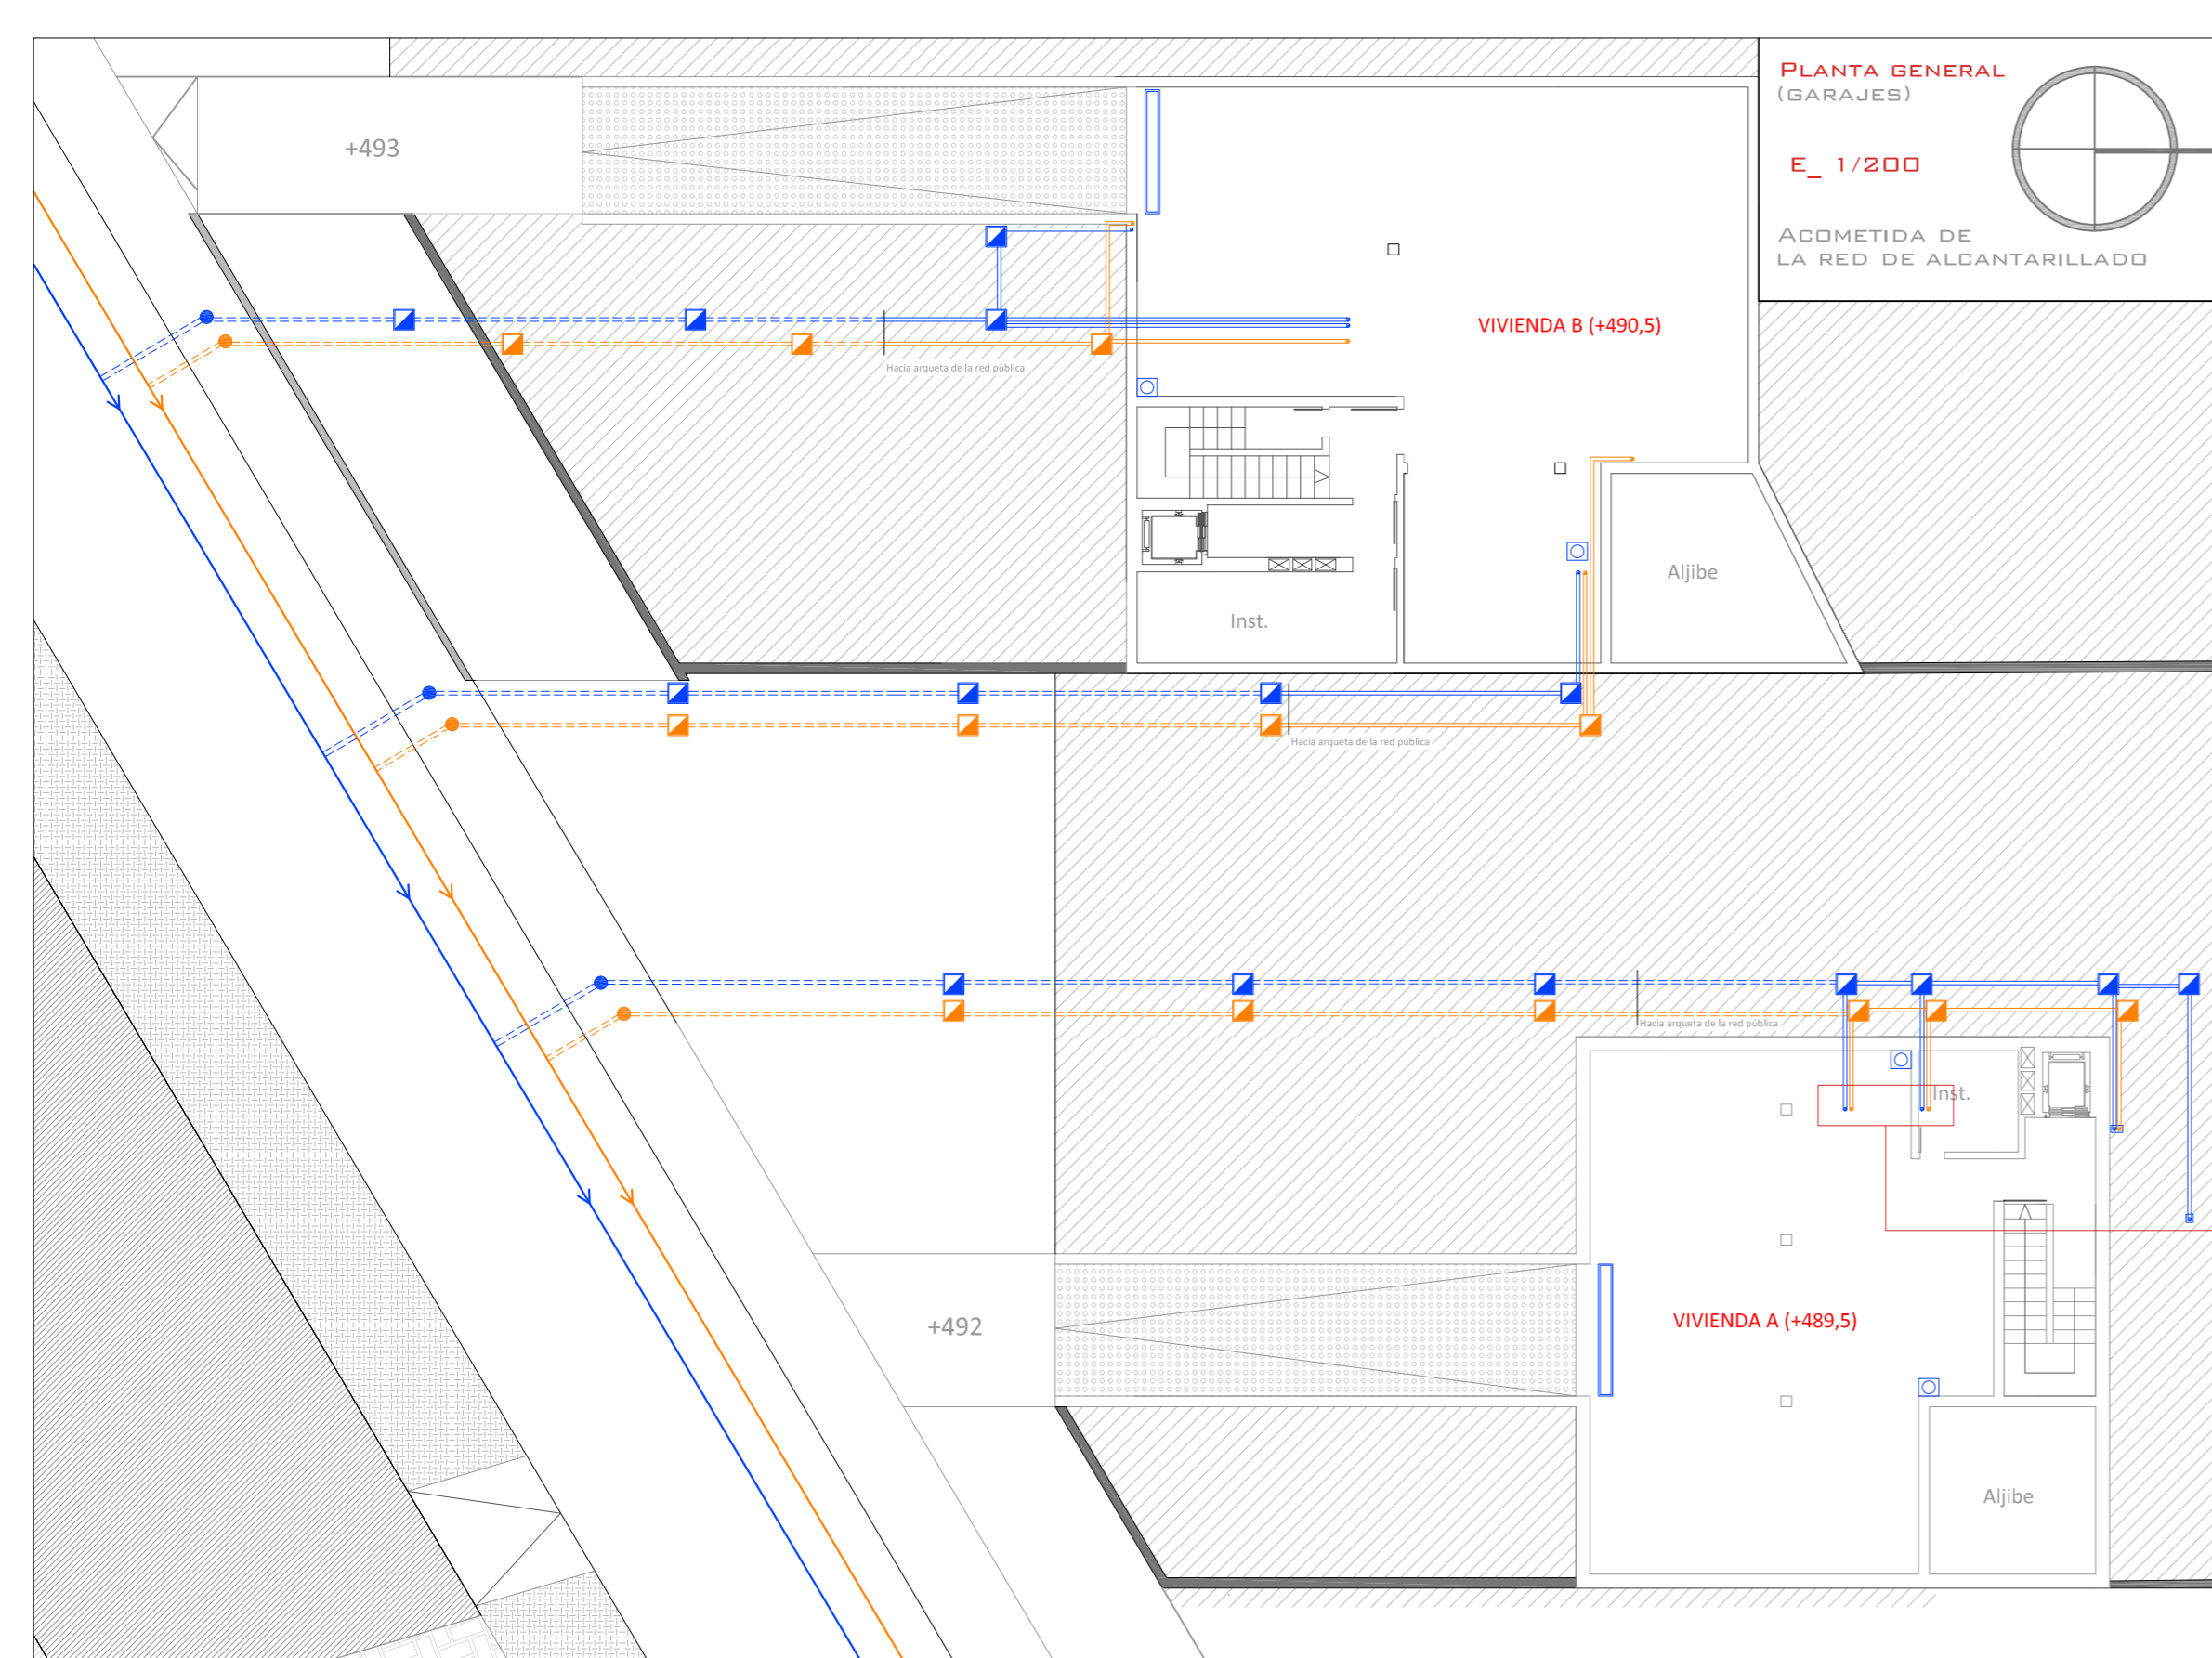 PLANTA GENERAL
(GARAJES)
E_ 1/200
ACOMETIDA DE
LA RED DE ALCANTARILLADO
+493
VIVIENDA B (+490,5)
Hacia arqueta de la red pública
Aljibe
Inst.
Hacia arqueta de la red pública
Hacia arqueta de la red pública
Inst.
+492
VIVIENDA A (+489,5)
Aljibe